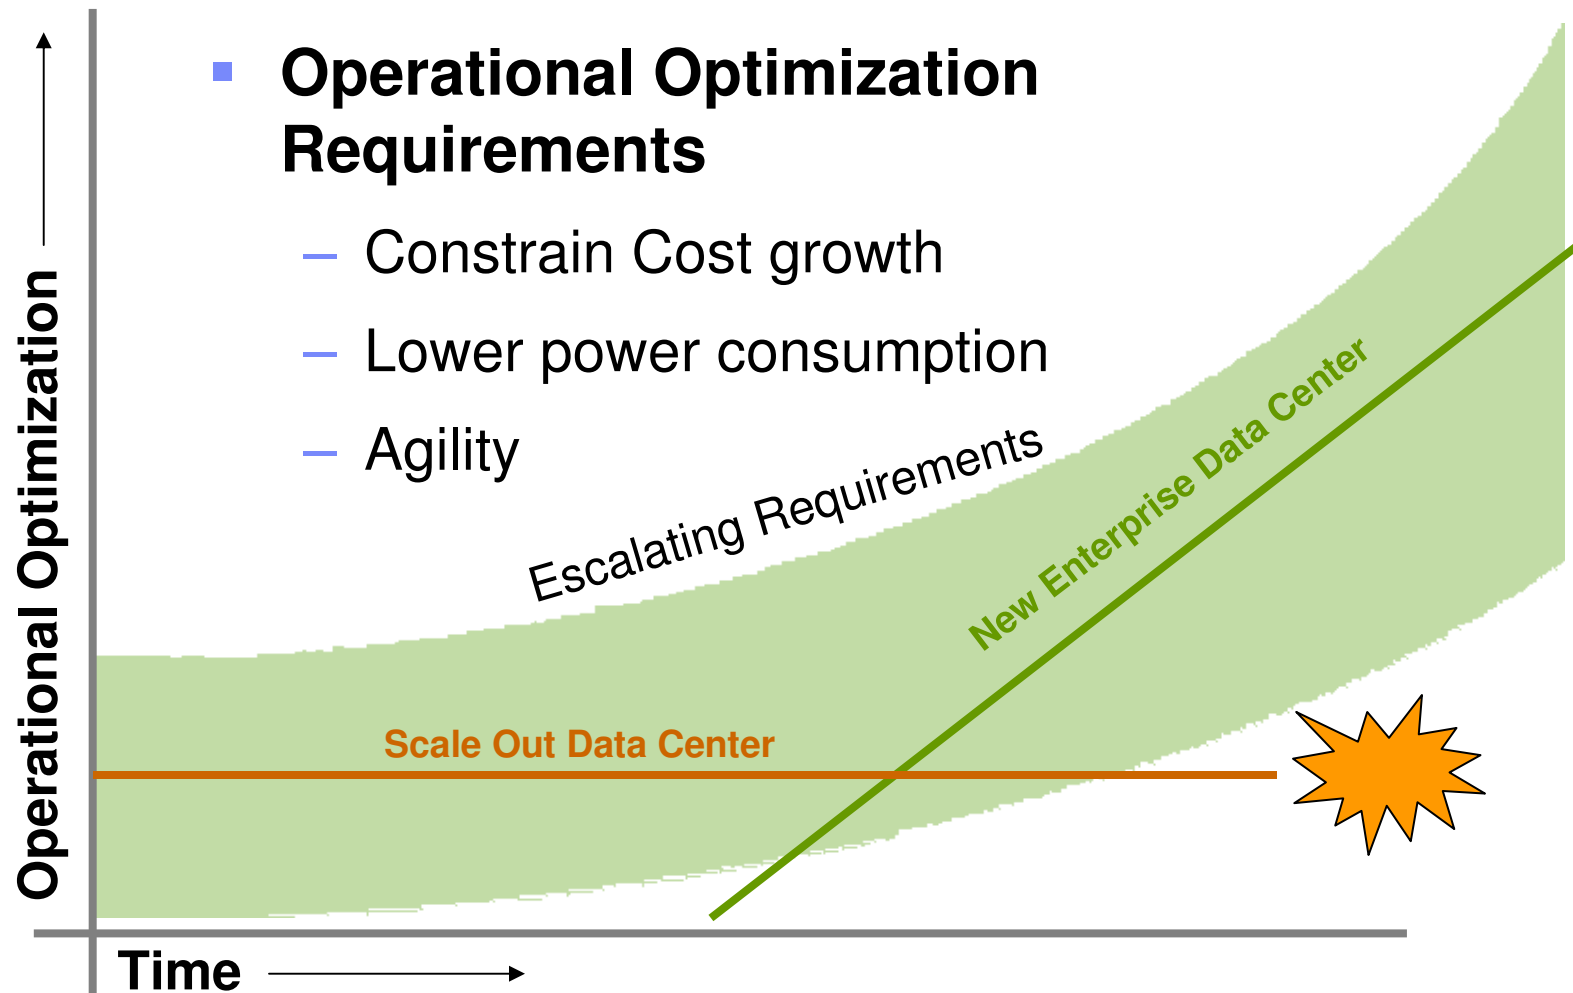 Operational Optimization
Requirements
Constrain Cost growth
Lower power consumption
Agility
Escalating Requirements
New Enterprise Data Center
Scale Out Data Center
Operational Optimization
Time